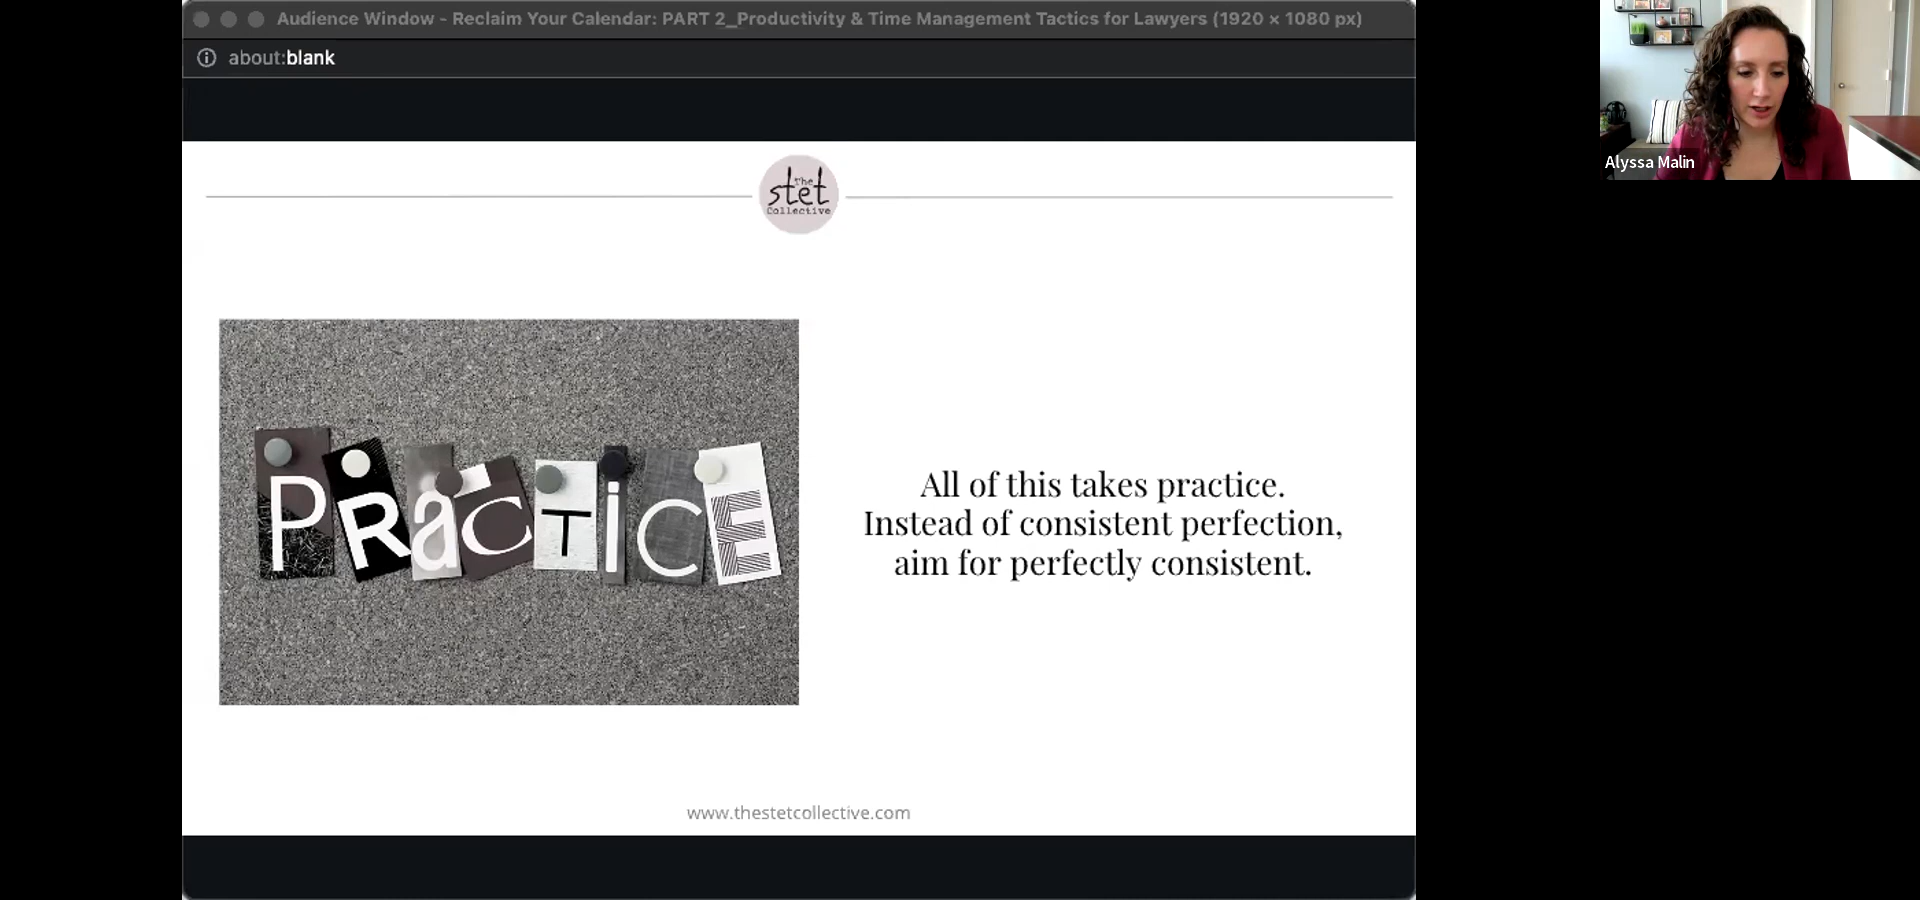 Audience Window - Reclaim Your Calendar: PART 2_Productivity & Time Management Tactics for Lawyers (1920 × 1080 px)
about:blank
Alyssa Malin
The
stet
Collective
PRaCTiCE
All of this takes practice.
Instead of consistent perfection,
aim for perfectly consistent.
www.thestetcollective.com